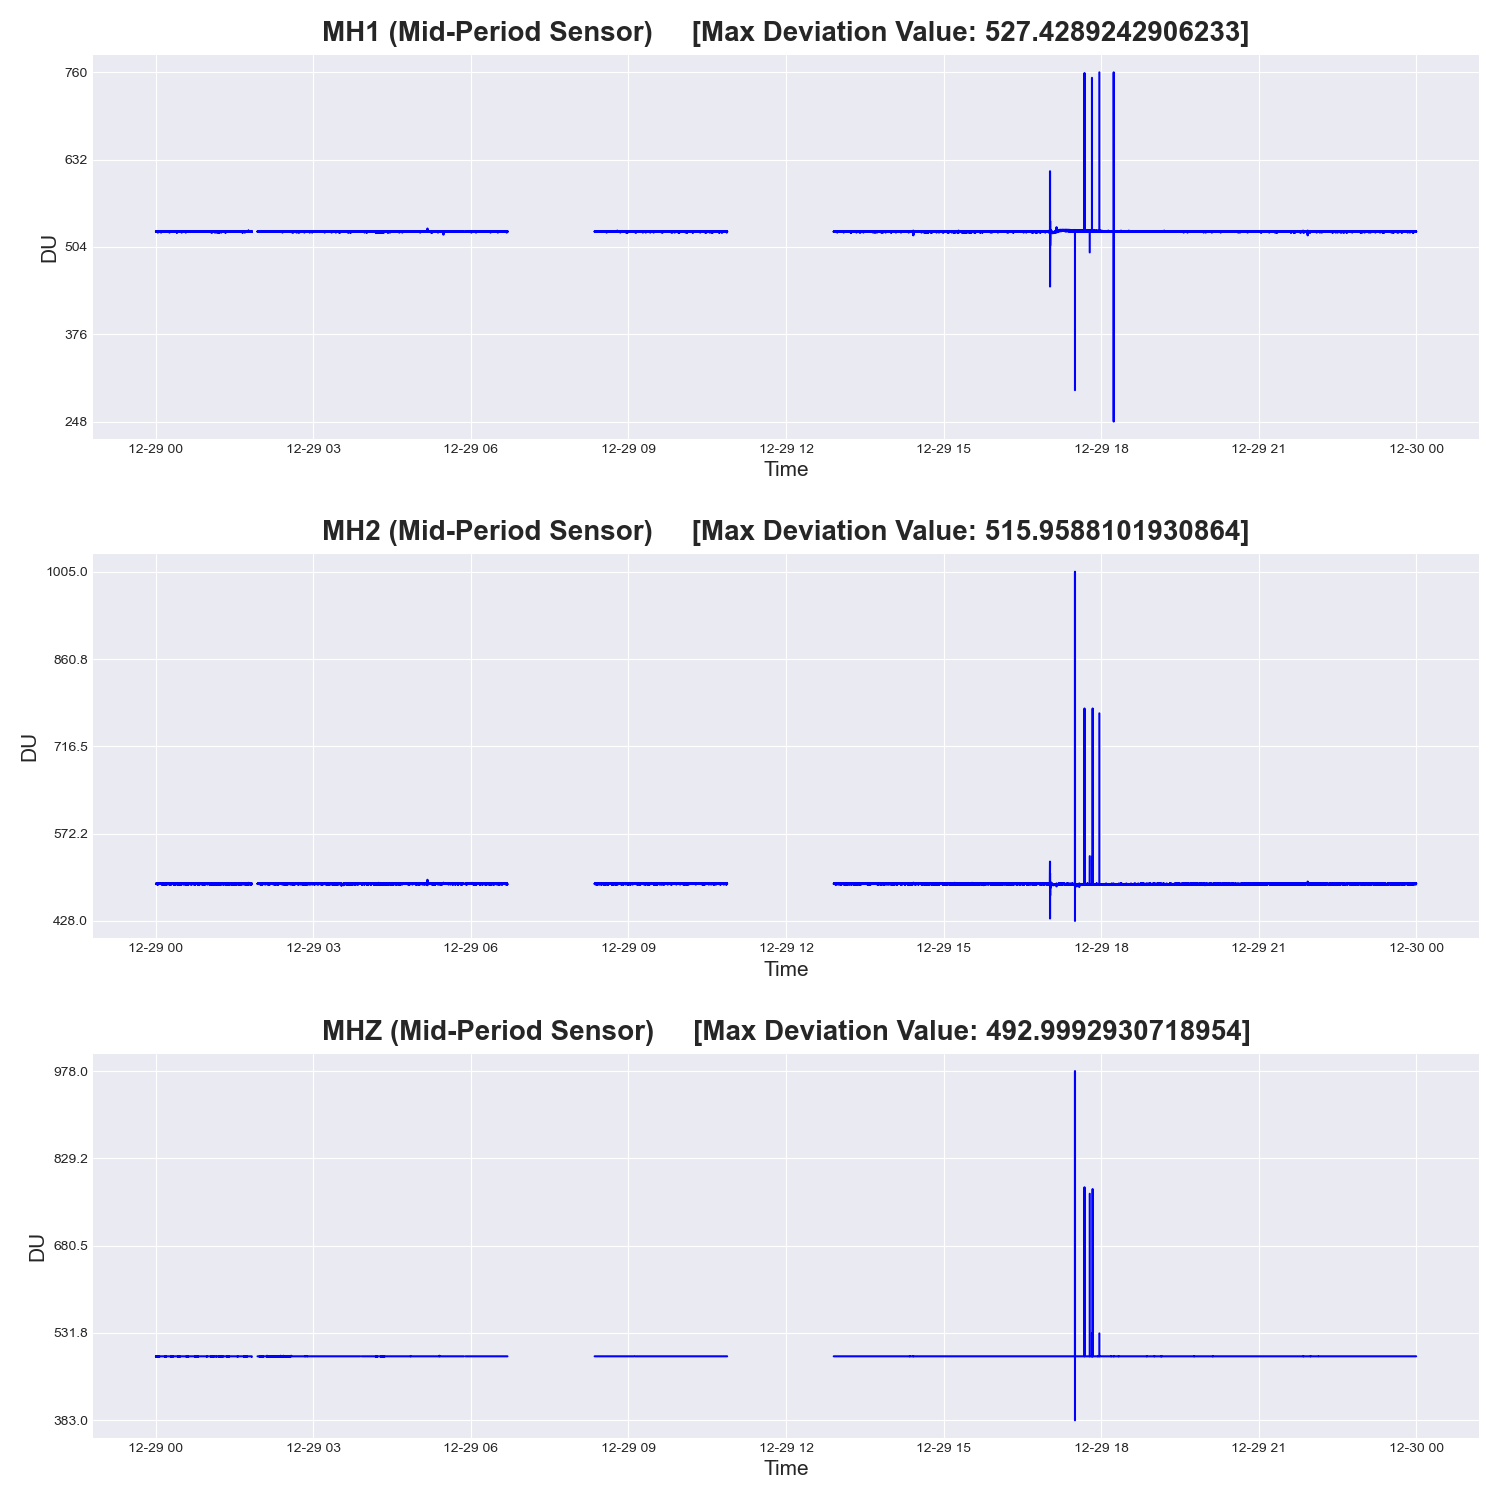 MH1 (Mid-Period Sensor) [Max Deviation Value: 527.4289242906233]
760
632
504
376
248
DU
12-29 00 12-29 03 12-29 06 12-29 09 12-29 12 12-29 15 12-29 18 12-29 21 12-30 00
Time
MH2 (Mid-Period Sensor) [Max Deviation Value: 515.9588101930864]
1005.0
860.8
716.5
572.2
428.0
DU
12-29 00 12-29 03 12-29 06 12-29 09 12-29 12 12-29 15 12-29 18 12-29 21 12-30 00
Time
MHZ (Mid-Period Sensor) [Max Deviation Value: 492.9992930718954]
978.0
829.2
680.5
531.8
383.0
DU
12-29 00 12-29 03 12-29 06 12-29 09 12-29 12 12-29 15 12-29 18 12-29 21 12-30 00
Time